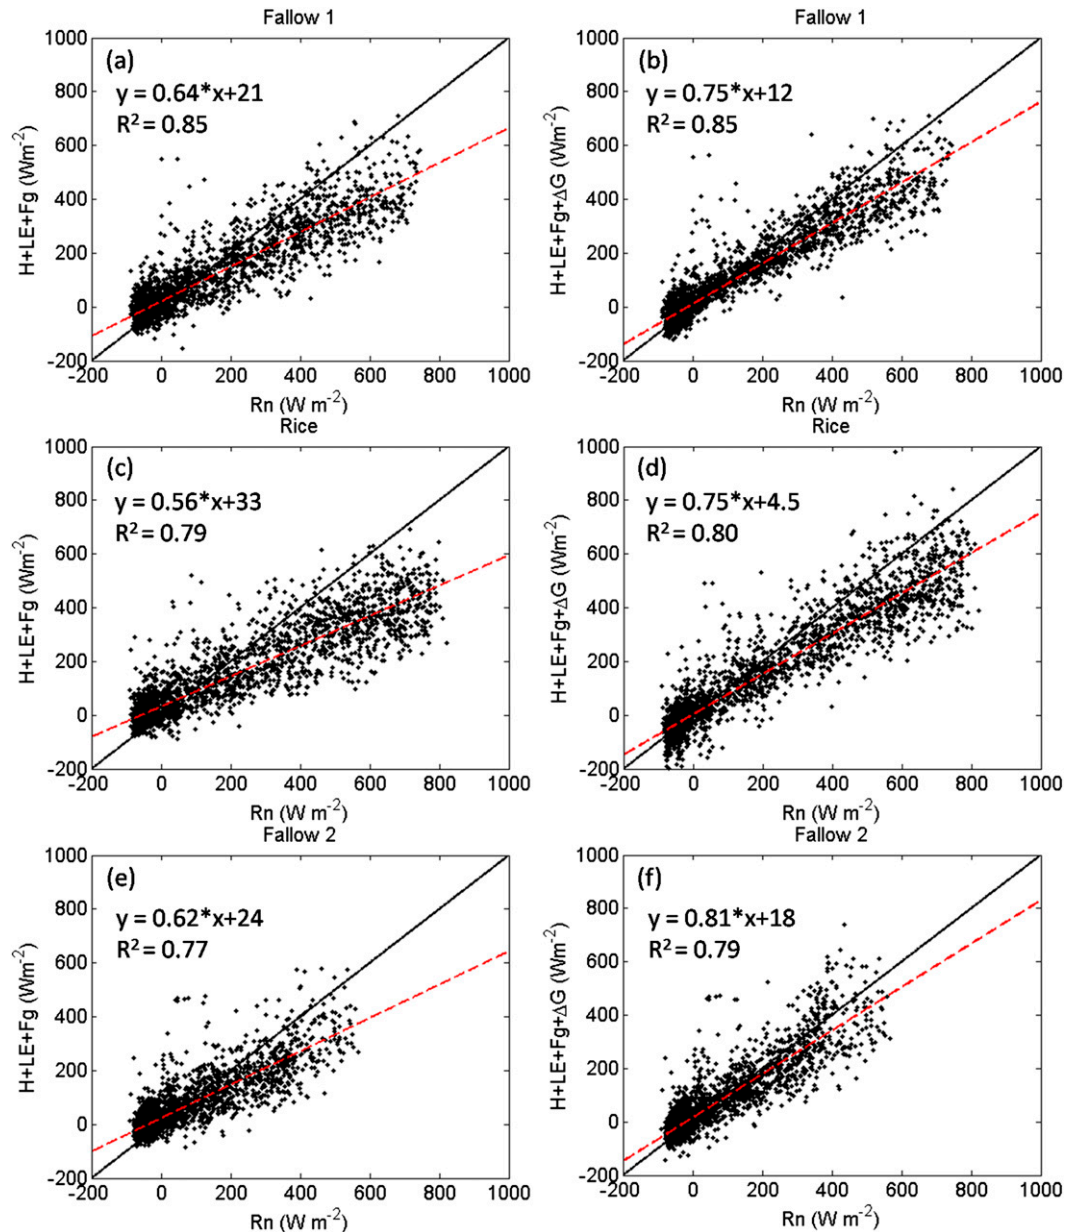 Fallow 1
(a)
y = 0.64*x+21
R² = 0.85
H+LE+Fg (Wm⁻²)
1000
800
600
400
200
0
-200
-200 0 200 400 600 800 1000
Rn (W m⁻²)
Fallow 1
(b)
y = 0.75*x+12
R² = 0.85
H+LE+Fg+ΔG (Wm⁻²)
1000
800
600
400
200
0
-200
-200 0 200 400 600 800 1000
Rn (W m⁻²)
Rice
(c)
y = 0.56*x+33
R² = 0.79
H+LE+Fg (Wm⁻²)
1000
800
600
400
200
0
-200
-200 0 200 400 600 800 1000
Rn (W m⁻²)
Rice
(d)
y = 0.75*x+4.5
R² = 0.80
H+LE+Fg+ΔG (Wm⁻²)
1000
800
600
400
200
0
-200
-200 0 200 400 600 800 1000
Rn (W m⁻²)
Fallow 2
(e)
y = 0.62*x+24
R² = 0.77
H+LE+Fg (Wm⁻²)
1000
800
600
400
200
0
-200
-200 0 200 400 600 800 1000
Rn (W m⁻²)
Fallow 2
(f)
y = 0.81*x+18
R² = 0.79
H+LE+Fg+ΔG (Wm⁻²)
1000
800
600
400
200
0
-200
-200 0 200 400 600 800 1000
Rn (W m⁻²)